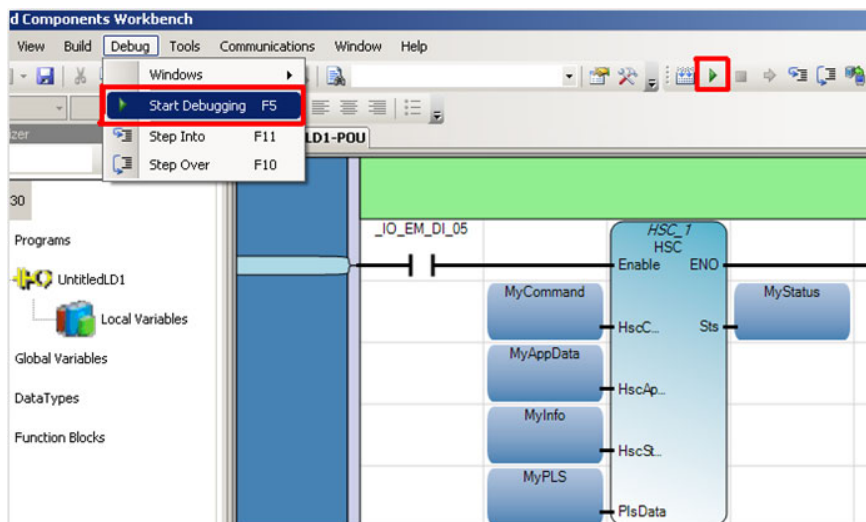 d Components Workbench
View Build Debug Tools Communications Window Help
Windows
Start Debugging F5
Step Into F11
Step Over F10
izer
LD1-POU
30
Programs
UntitledLD1
Local Variables
Global Variables
DataTypes
Function Blocks
_IO_EM_DI_05
HSC_1
HSC
Enable ENO
MyCommand
MyStatus
HscC... Sts
MyAppData
HscAp...
MyInfo
HscSt...
MyPLS
PlsData